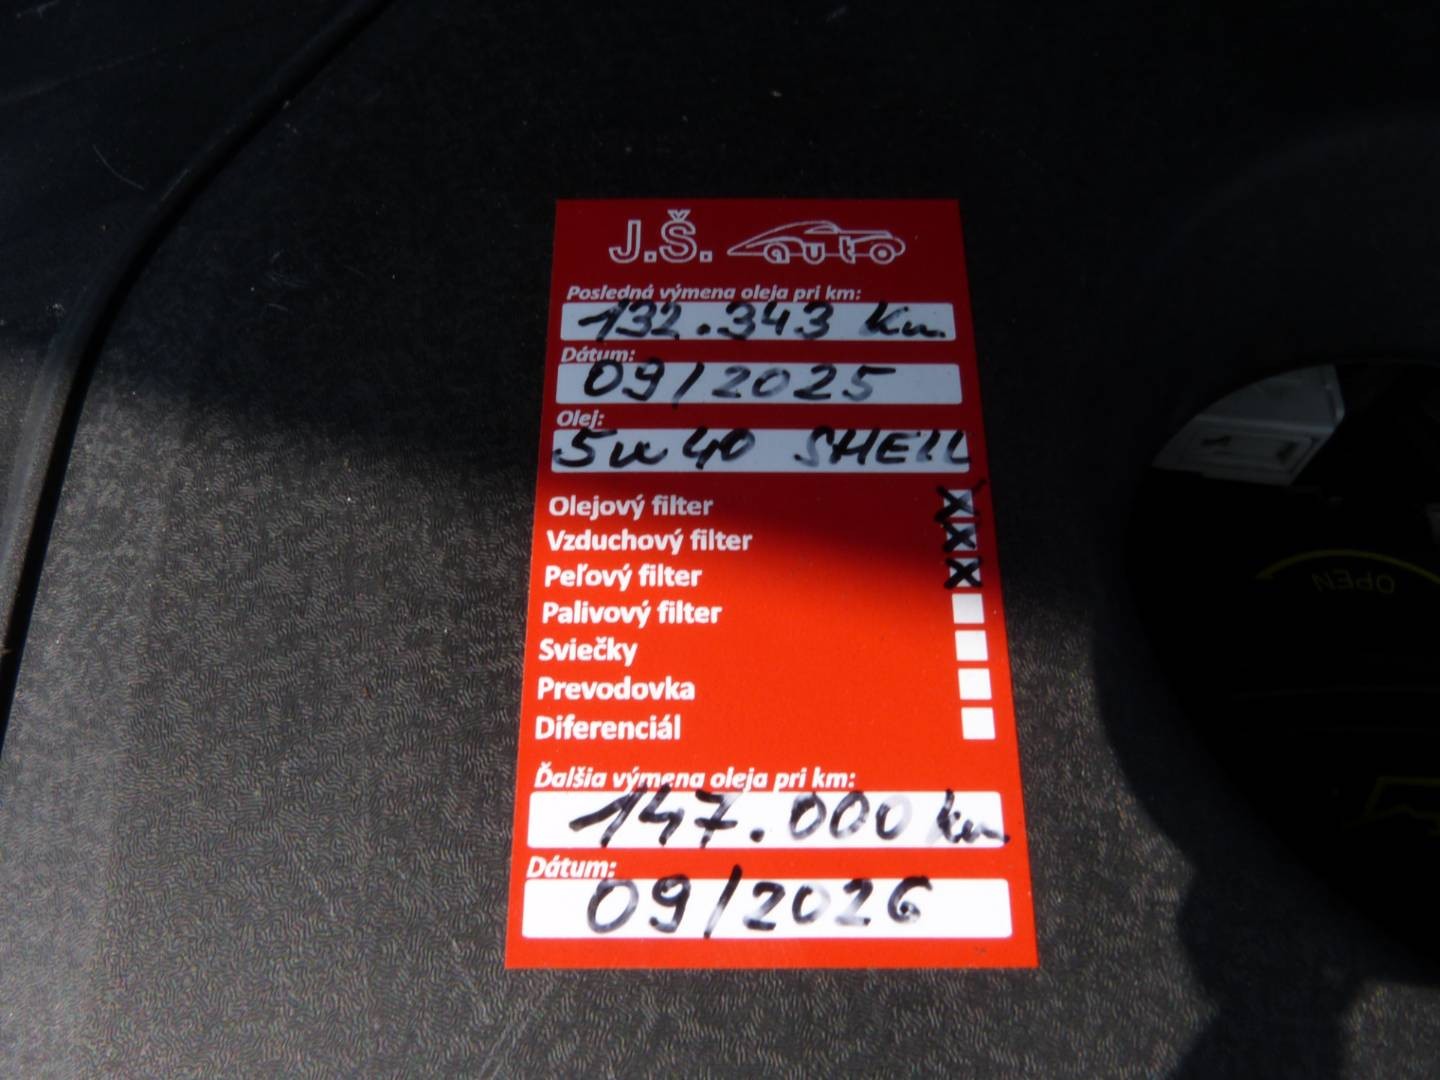 J.Š. auto
Posledná výmena oleja pri km:
132.343 km
Dátum:
09/2025
Olej:
5w40 SHELL
Olejový filter X
Vzduchový filter X
Peľový filter X
Palivový filter
Sviečky
Prevodovka
Diferenciál
Ďalšia výmena oleja pri km:
147.000 km
Dátum:
09/2026
OPEN